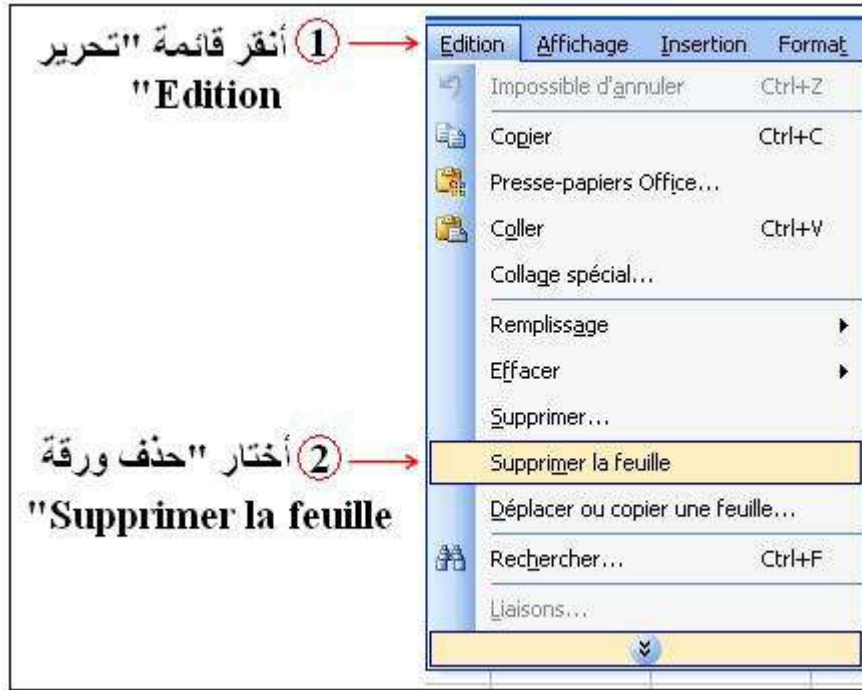 ① أنقر قائمة "تحرير
Edition"
② أختار "حذف ورقة
Supprimer la feuille"
Edition Affichage Insertion Format
Impossible d'annuler Ctrl+Z
Copier Ctrl+C
Presse-papiers Office...
Coller Ctrl+V
Collage spécial...
Remplissage
Effacer
Supprimer...
Supprimer la feuille
Déplacer ou copier une feuille...
Rechercher... Ctrl+F
Liaisons...